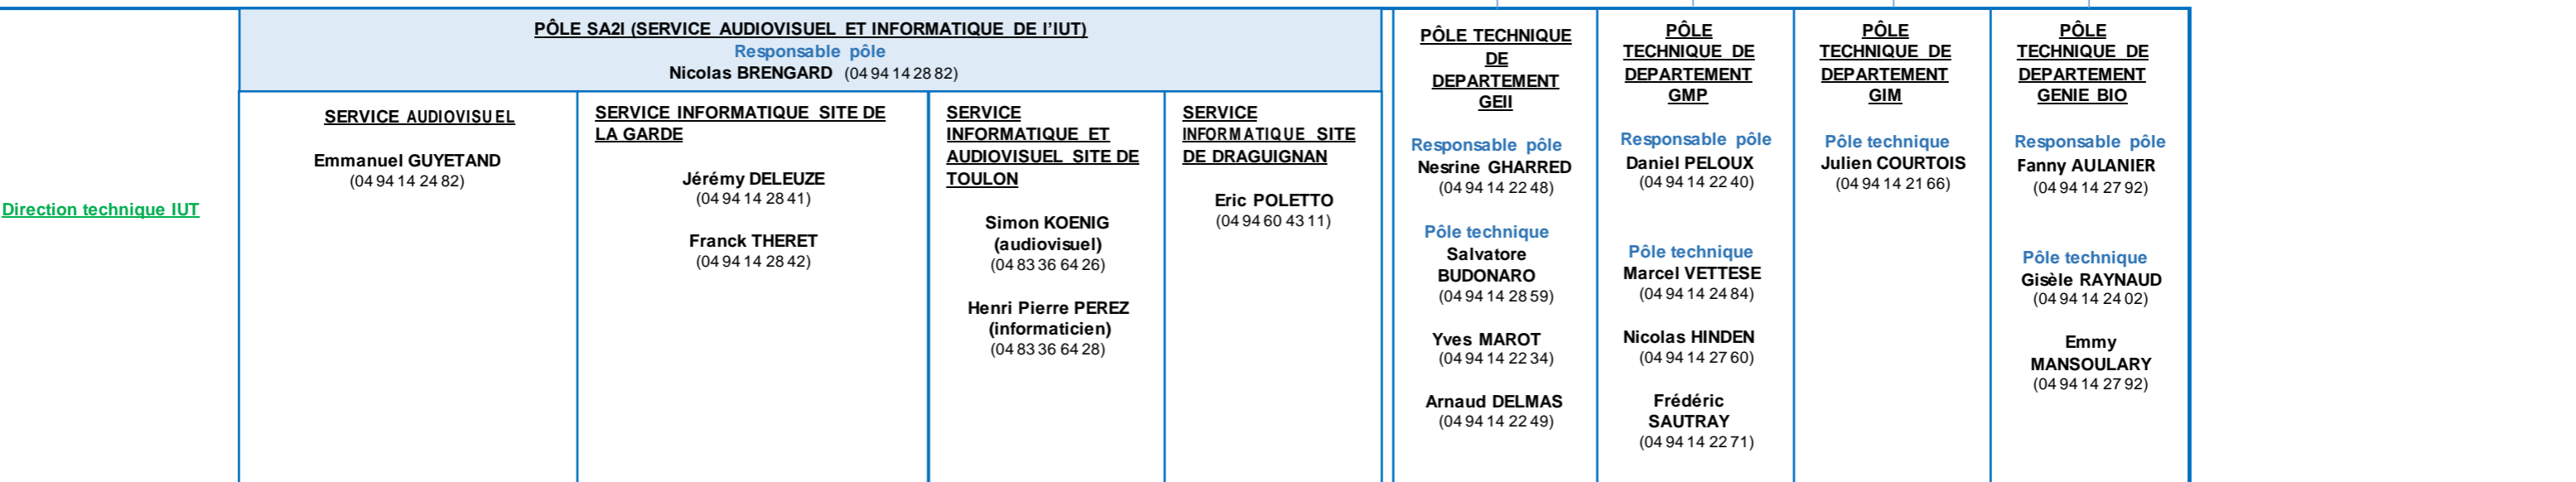 Direction technique IUT
PÔLE SA2I (SERVICE AUDIOVISUEL ET INFORMATIQUE DE l'IUT)
Responsable pôle
Nicolas BRENGARD (04 94 14 28 82)
SERVICE AUDIOVISUEL
Emmanuel GUYETAND
(04 94 14 24 82)
SERVICE INFORMATIQUE SITE DE
LA GARDE
Jérémy DELEUZE
(04 94 14 28 41)
Franck THERET
(04 94 14 28 42)
SERVICE
INFORMATIQUE ET
AUDIOVISUEL SITE DE
TOULON
Simon KOENIG
(audiovisuel)
(04 83 36 64 26)
Henri Pierre PEREZ
(informaticien)
(04 83 36 64 28)
SERVICE
INFORMATIQUE SITE
DE DRAGUIGNAN
Eric POLETTO
(04 94 60 43 11)
PÔLE TECHNIQUE
DE
DEPARTEMENT
GEII
Responsable pôle
Nesrine GHARRED
(04 94 14 22 48)
Pôle technique
Salvatore
BUDONARO
(04 94 14 28 59)
Yves MAROT
(04 94 14 22 34)
Arnaud DELMAS
(04 94 14 22 49)
PÔLE
TECHNIQUE DE
DEPARTEMENT
GMP
Responsable pôle
Daniel PELOUX
(04 94 14 22 40)
Pôle technique
Marcel VETTESE
(04 94 14 24 84)
Nicolas HINDEN
(04 94 14 27 60)
Frédéric
SAUTRAY
(04 94 14 22 71)
PÔLE
TECHNIQUE DE
DEPARTEMENT
GIM
Pôle technique
Julien COURTOIS
(04 94 14 21 66)
PÔLE
TECHNIQUE DE
DEPARTEMENT
GENIE BIO
Responsable pôle
Fanny AULANIER
(04 94 14 27 92)
Pôle technique
Gisèle RAYNAUD
(04 94 14 24 02)
Emmy
MANSOULARY
(04 94 14 27 92)